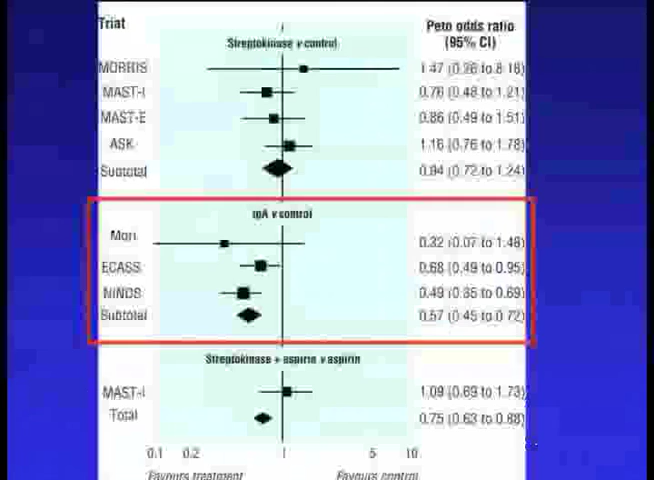 Trial
Peto odds ratio
(95% CI)
Streptokinase v control
MORRIS 1·47 (0·26 to 8·18)
MAST-I 0·76 (0·48 to 1·21)
MAST-E 0·86 (0·49 to 1·51)
ASK 1·16 (0·76 to 1·78)
Subtotal 0·94 (0·72 to 1·24)
tPA v control
Mori 0·32 (0·07 to 1·46)
ECASS 0·68 (0·49 to 0·95)
NINDS 0·49 (0·35 to 0·69)
Subtotal 0·57 (0·45 to 0·72)
Streptokinase + aspirin v aspirin
MAST-I 1·09 (0·69 to 1·73)
Total 0·75 (0·63 to 0·88)
0·1 0·2 1 5 10
Favours treatment Favours control